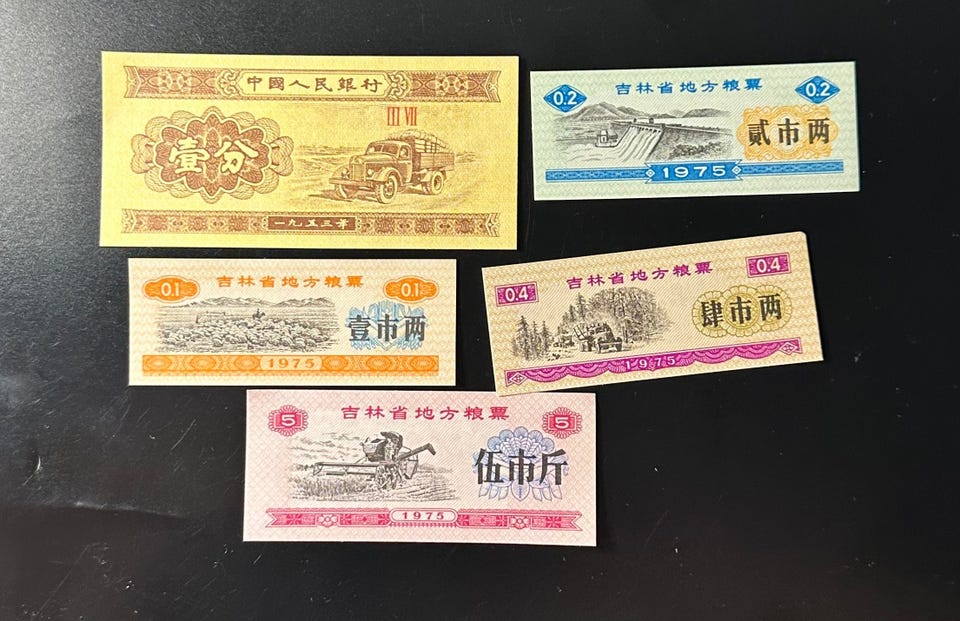 中國人民銀行
III VII
壹分
一九五三年
0.2 吉林省地方粮票 0.2
贰市两
1975
0.1 吉林省地方粮票 0.1
壹市两
1975
0.4 吉林省地方粮票 0.4
肆市两
1975
5 吉林省地方粮票 5
伍市斤
1975